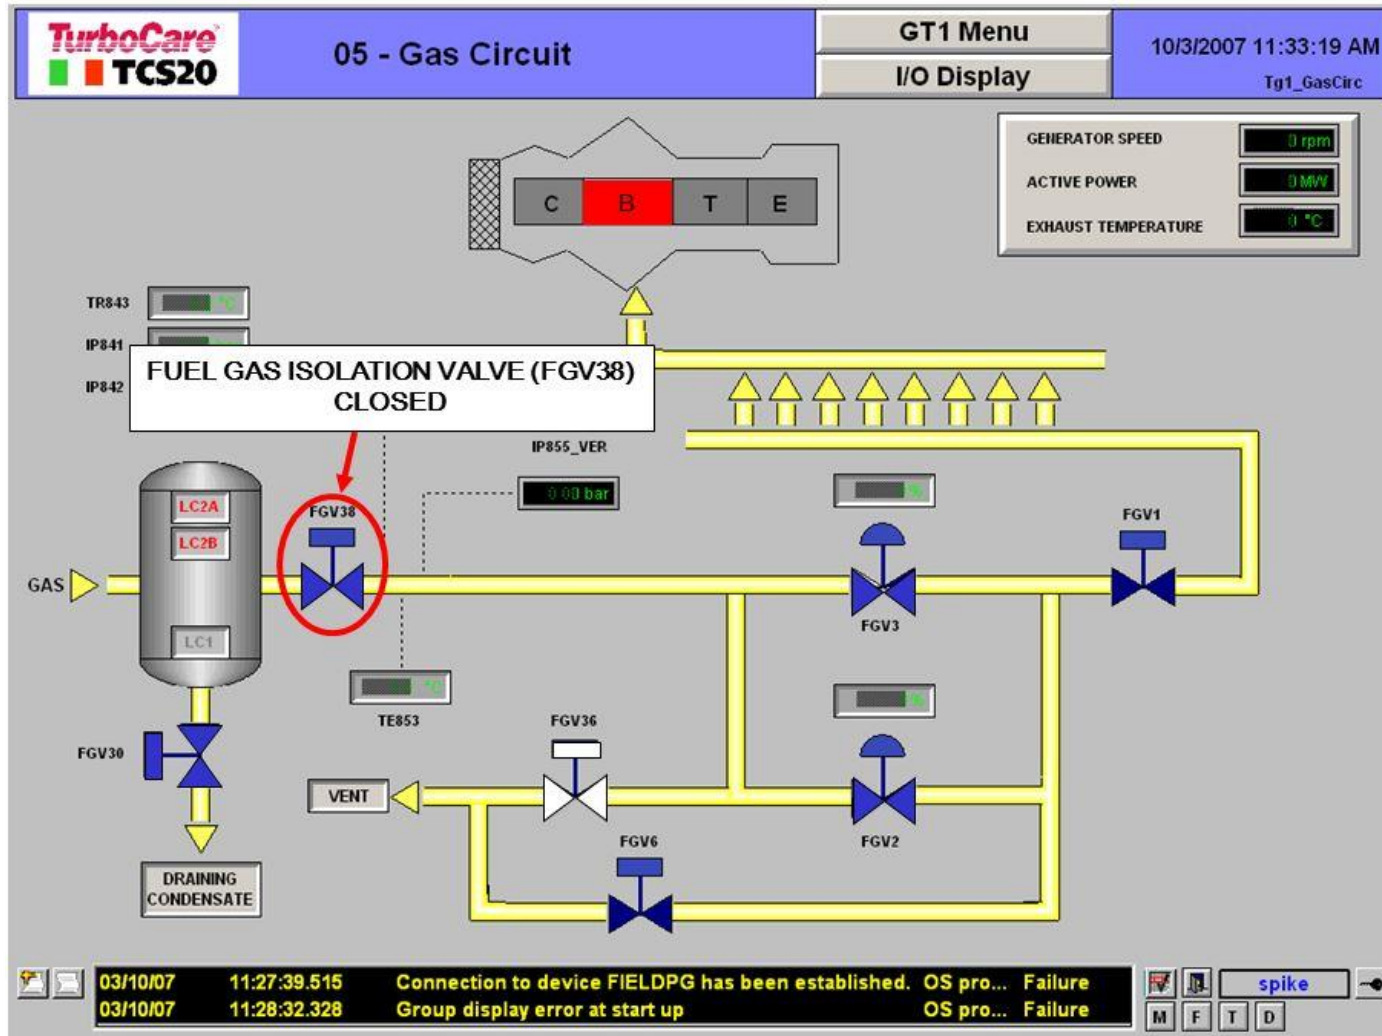 TurboCare
TCS20
05 - Gas Circuit
GT1 Menu
I/O Display
10/3/2007 11:33:19 AM
Tg1_GasCirc
GENERATOR SPEED
0 rpm
ACTIVE POWER
0 MW
EXHAUST TEMPERATURE
0 °C
C B T E
TR843
°C
IP841
IP842
FUEL GAS ISOLATION VALVE (FGV38)
CLOSED
IP855_VER
0.00 bar
LC2A
LC2B
LC1
FGV38
%
FGV1
GAS
FGV3
°C
TE853
%
FGV36
FGV30
VENT
FGV2
FGV6
DRAINING
CONDENSATE
03/10/07 11:27:39.515 Connection to device FIELDPG has been established. OS pro... Failure
03/10/07 11:28:32.328 Group display error at start up OS pro... Failure
spike
M F T D